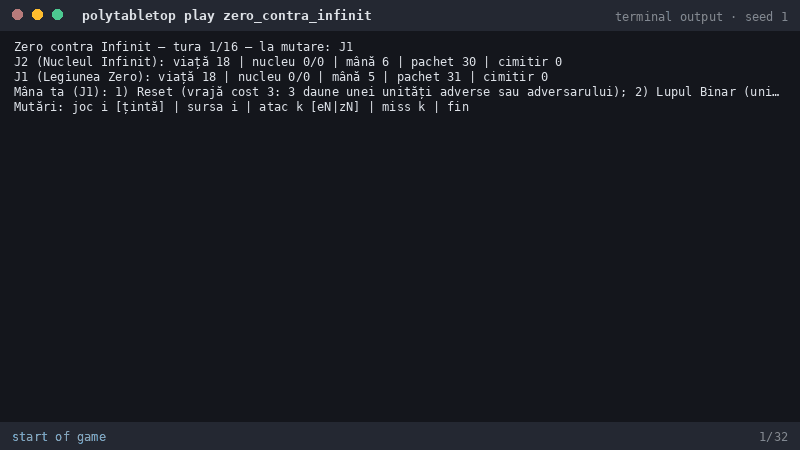 polytabletop play zero_contra_infinit
terminal output · seed 1
Zero contra Infinit — tura 1/16 — la mutare: J1
J2 (Nucleul Infinit): viață 18 | nucleu 0/0 | mână 6 | pachet 30 | cimitir 0
J1 (Legiunea Zero): viață 18 | nucleu 0/0 | mână 5 | pachet 31 | cimitir 0
Mâna ta (J1): 1) Reset (vrajă cost 3: 3 daune unei unități adverse sau adversarului); 2) Lupul Binar (uni…
Mutări: joc i [țintă] | sursa i | atac k [eN|zN] | miss k | fin
start of game
1/32